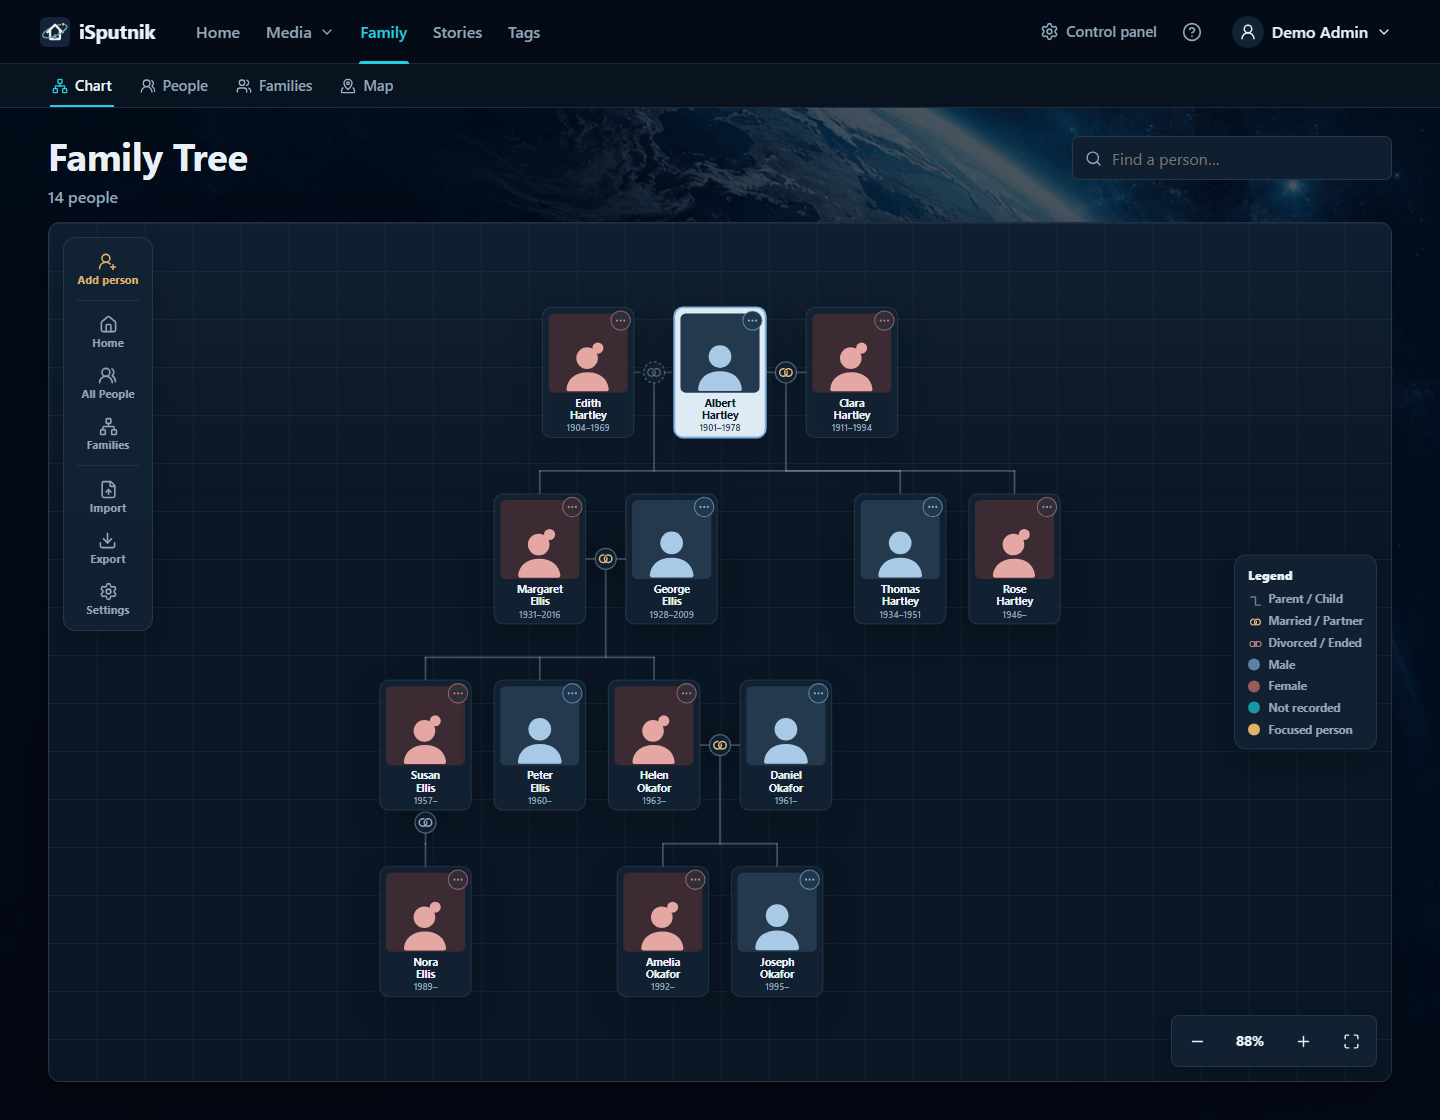 iSputnik
Home
Media
Family
Stories
Tags
Control panel
Demo Admin
Chart
People
Families
Map
Family Tree
14 people
Find a person...
Add person
Home
All People
Families
Import
Export
Settings
Edith
Hartley
1904–1969
Albert
Hartley
1901–1978
Clara
Hartley
1911–1994
Margaret
Ellis
1931–2016
George
Ellis
1928–2009
Thomas
Hartley
1934–1951
Rose
Hartley
1946–
Susan
Ellis
1957–
Peter
Ellis
1960–
Helen
Okafor
1963–
Daniel
Okafor
1961–
Nora
Ellis
1989–
Amelia
Okafor
1992–
Joseph
Okafor
1995–
Legend
Parent / Child
Married / Partner
Divorced / Ended
Male
Female
Not recorded
Focused person
88%